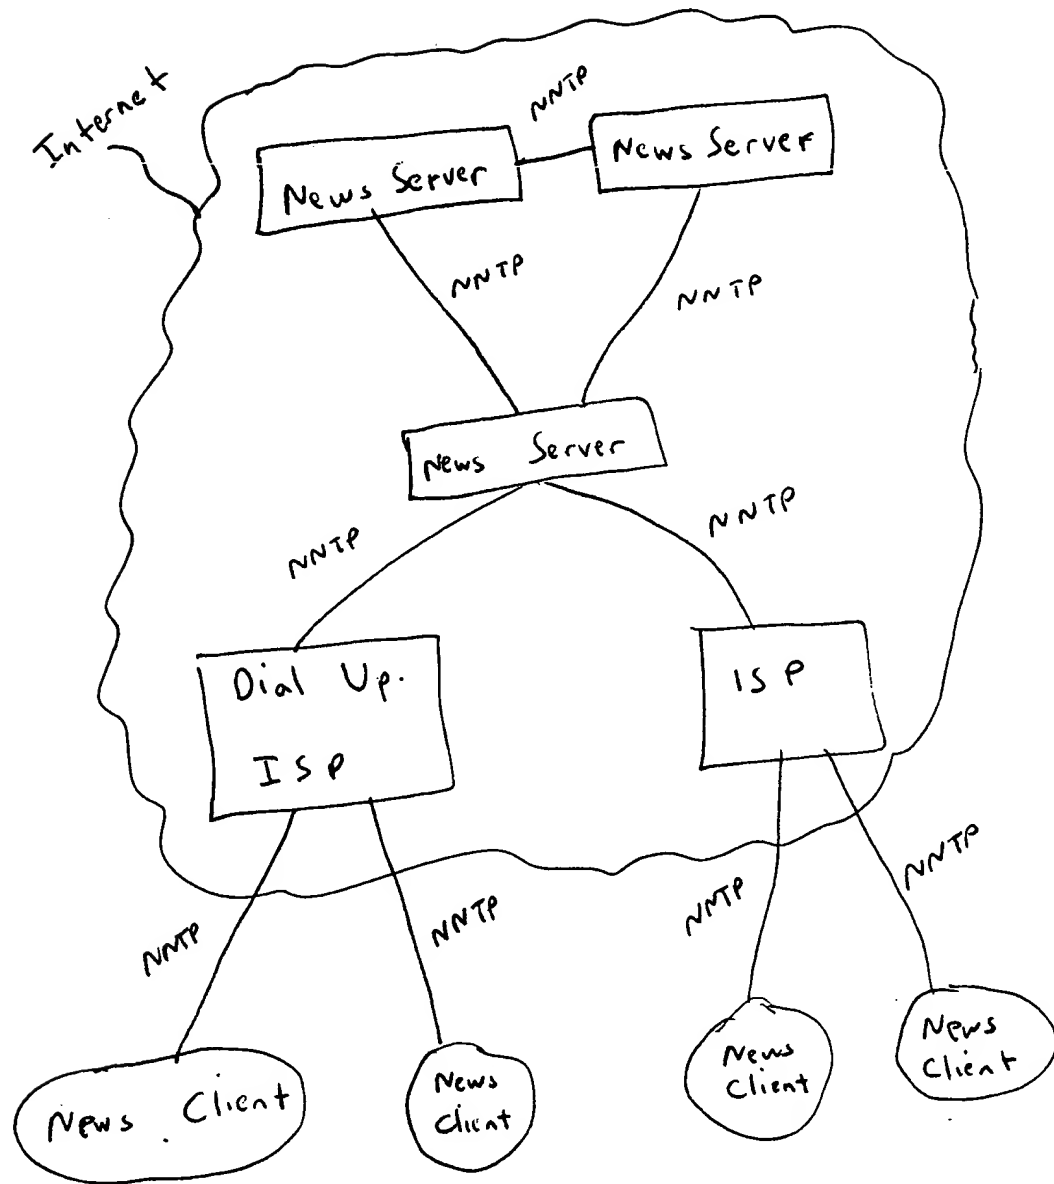 Internet
NNTP
News Server
News Server
NNTP
NNTP
News Server
NNTP
NNTP
Dial Up.
ISP
ISP
NNTP
NNTP
NNTP
NNTP
News Client
News
Client
News
Client
News
Client